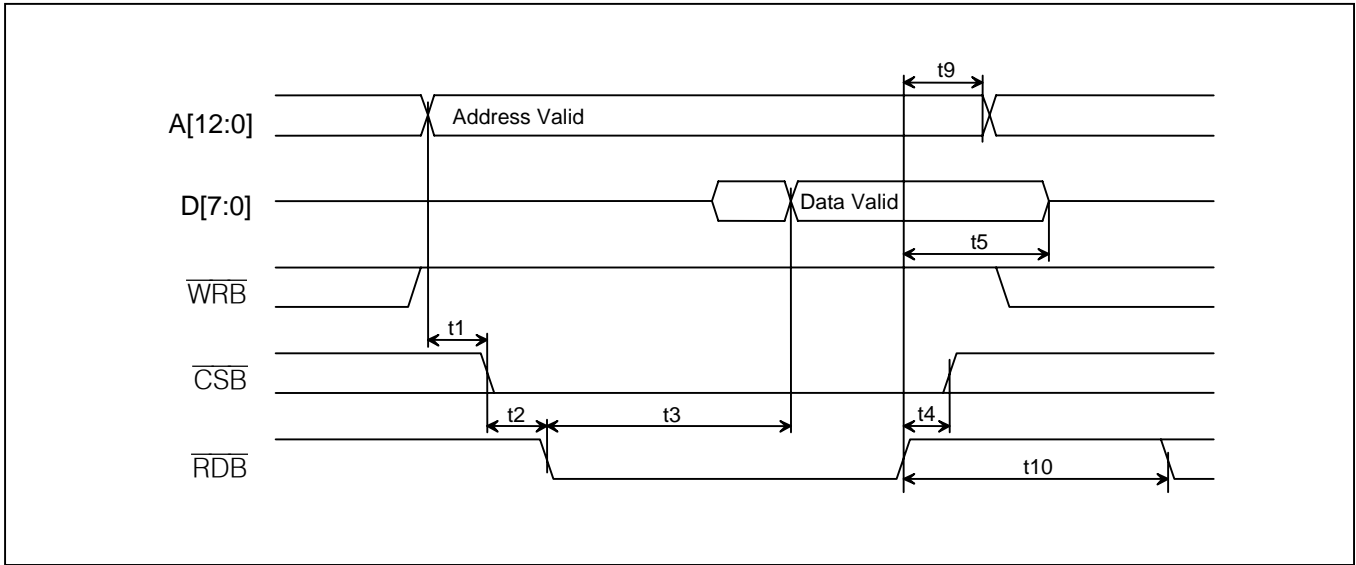 t9
A[12:0]
Address Valid
D[7:0]
Data Valid
t5
WRB
t1
CSB
t2
t3
t4
RDB
t10